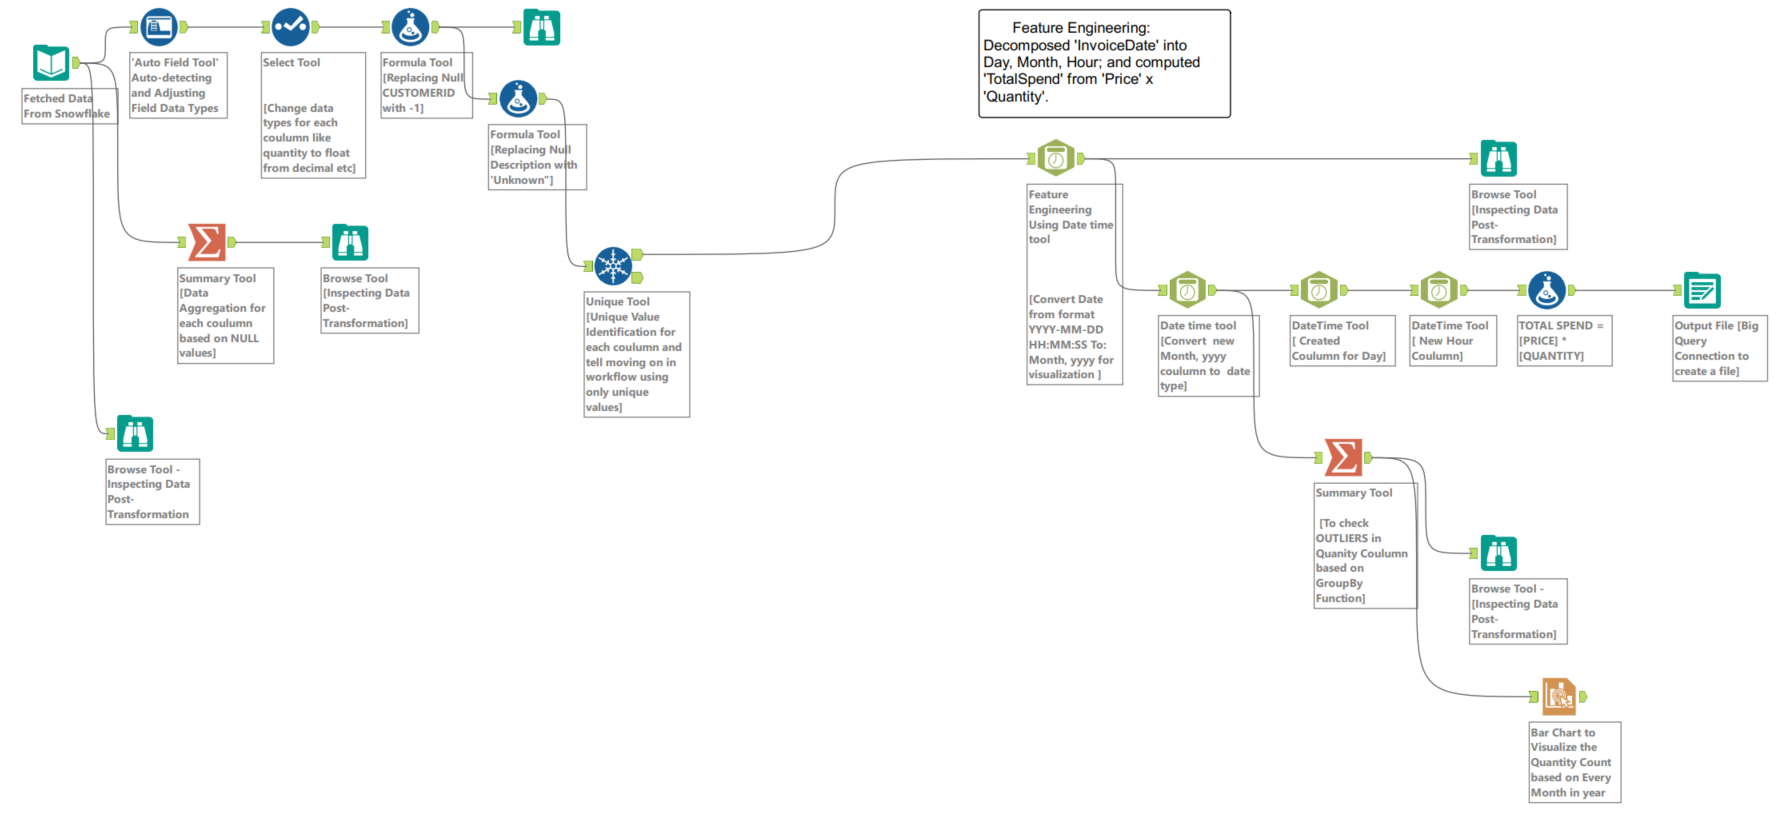 Fetched Data
From Snowflake
'Auto Field Tool'
Auto-detecting
and Adjusting
Field Data Types
Select Tool
[Change data
types for each
coulumn like
quantity to float
from decimal etc]
Formula Tool
[Replacing Null
CUSTOMERID
with -1]
Formula Tool
[Replacing Null
Description with
'Unknown"]
Summary Tool
[Data
Aggregation for
each coulumn
based on NULL
values]
Browse Tool
[Inspecting Data
Post-
Transformation]
Browse Tool -
Inspecting Data
Post-
Transformation
Unique Tool
[Unique Value
Identification for
each coulumn and
tell moving on in
workflow using
only unique
values]
Feature Engineering:
Decomposed 'InvoiceDate' into
Day, Month, Hour; and computed
'TotalSpend' from 'Price' x
'Quantity'.
Feature
Engineering
Using Date time
tool
[Convert Date
from format
YYYY-MM-DD
HH:MM:SS To:
Month, yyyy for
visualization ]
Browse Tool
[Inspecting Data
Post-
Transformation]
Date time tool
[Convert  new
Month, yyyy
coulumn to  date
type]
DateTime Tool
[ Created
Coulumn for Day]
DateTime Tool
[ New Hour
Coulumn]
TOTAL SPEND =
[PRICE] *
[QUANTITY]
Output File [Big
Query
Connection to
create a file]
Summary Tool
[To check
OUTLIERS in
Quanity Coulumn
based on
GroupBy
Function]
Browse Tool -
[Inspecting Data
Post-
Transformation]
Bar Chart to
Visualize the
Quantity Count
based on Every
Month in year